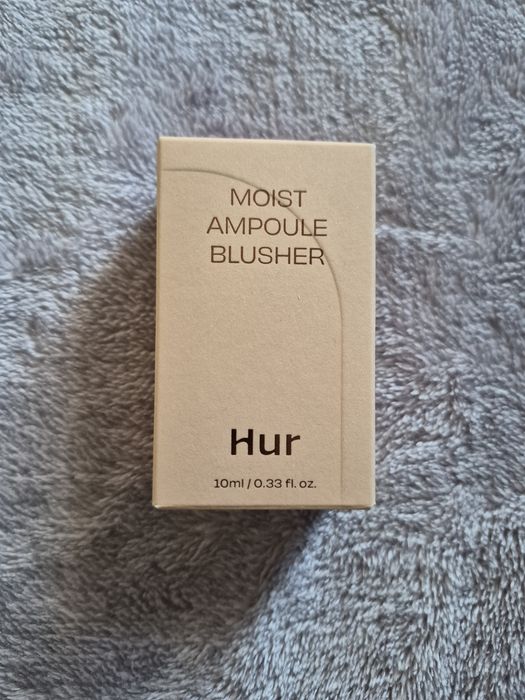 MOIST
AMPOULE
BLUSHER
Hur
10ml / 0.33 fl. oz.